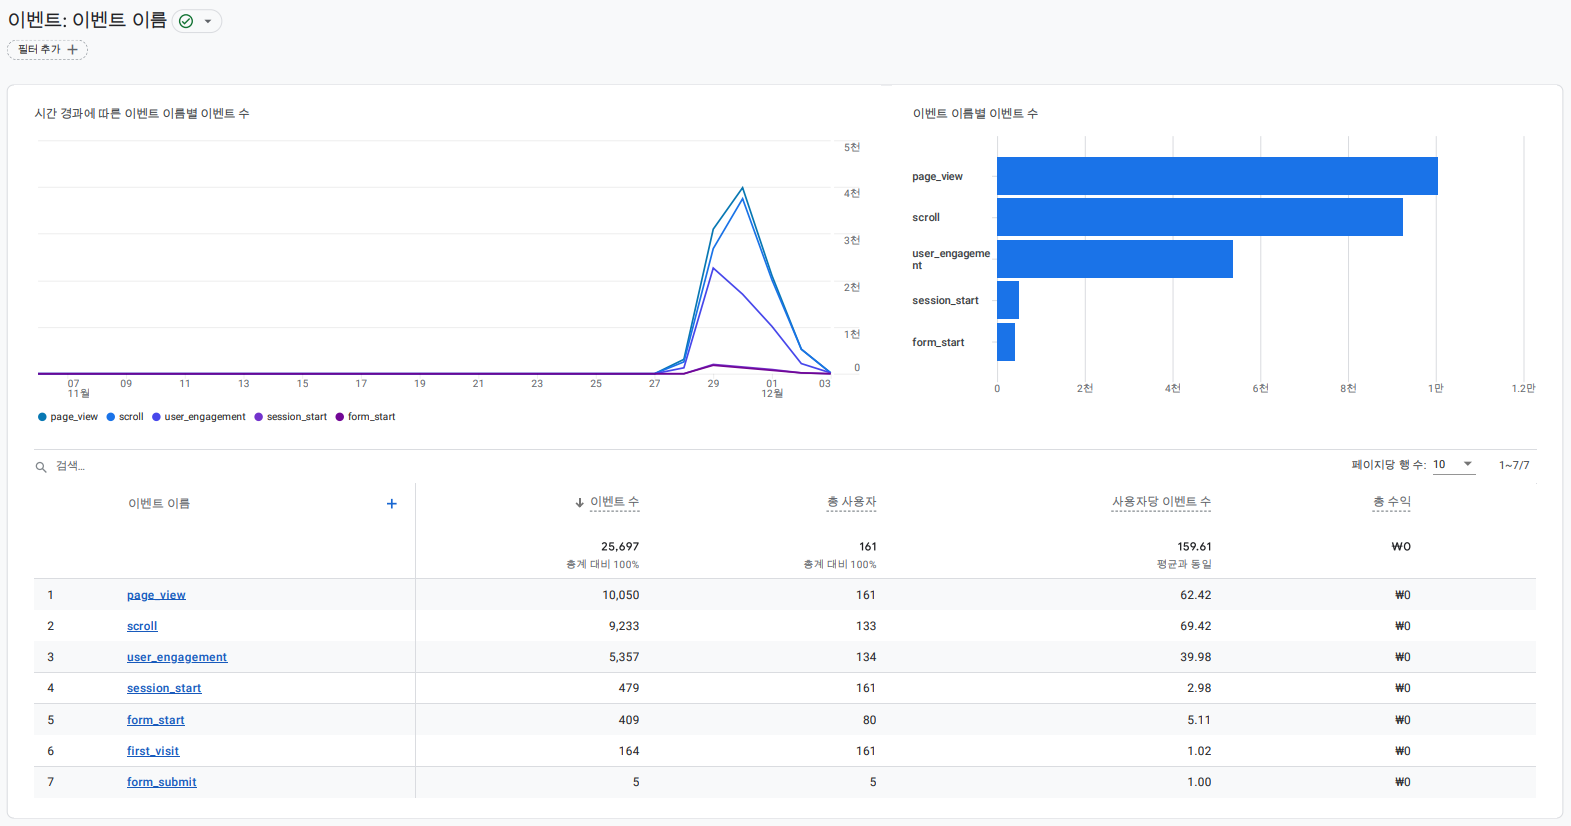 이벤트: 이벤트 이름
필터 추가
시간 경과에 따른 이벤트 이름별 이벤트 수
5천
4천
3천
2천
1천
0
07 09 11 13 15 17 19 21 23 25 27 29 01 03
11월 12월
page_view scroll user_engagement session_start form_start
이벤트 이름별 이벤트 수
page_view
scroll
user_engageme
nt
session_start
form_start
0 2천 4천 6천 8천 1만 1.2만
검색...
페이지당 행 수: 10 1~7/7
이벤트 이름 이벤트 수 총 사용자 사용자당 이벤트 수 총 수익
25,697 161 159.61 ₩0
총계 대비 100% 총계 대비 100% 평균과 동일
1 page_view 10,050 161 62.42 ₩0
2 scroll 9,233 133 69.42 ₩0
3 user_engagement 5,357 134 39.98 ₩0
4 session_start 479 161 2.98 ₩0
5 form_start 409 80 5.11 ₩0
6 first_visit 164 161 1.02 ₩0
7 form_submit 5 5 1.00 ₩0